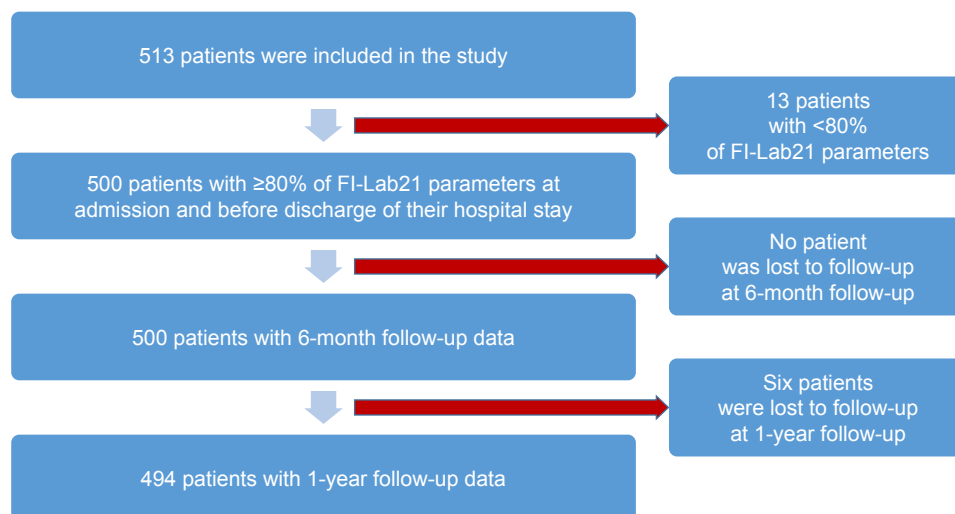 513 patients were included in the study
13 patients
with <80%
of FI-Lab21 parameters
500 patients with ≥80% of FI-Lab21 parameters at
admission and before discharge of their hospital stay
No patient
was lost to follow-up
at 6-month follow-up
500 patients with 6-month follow-up data
Six patients
were lost to follow-up
at 1-year follow-up
494 patients with 1-year follow-up data